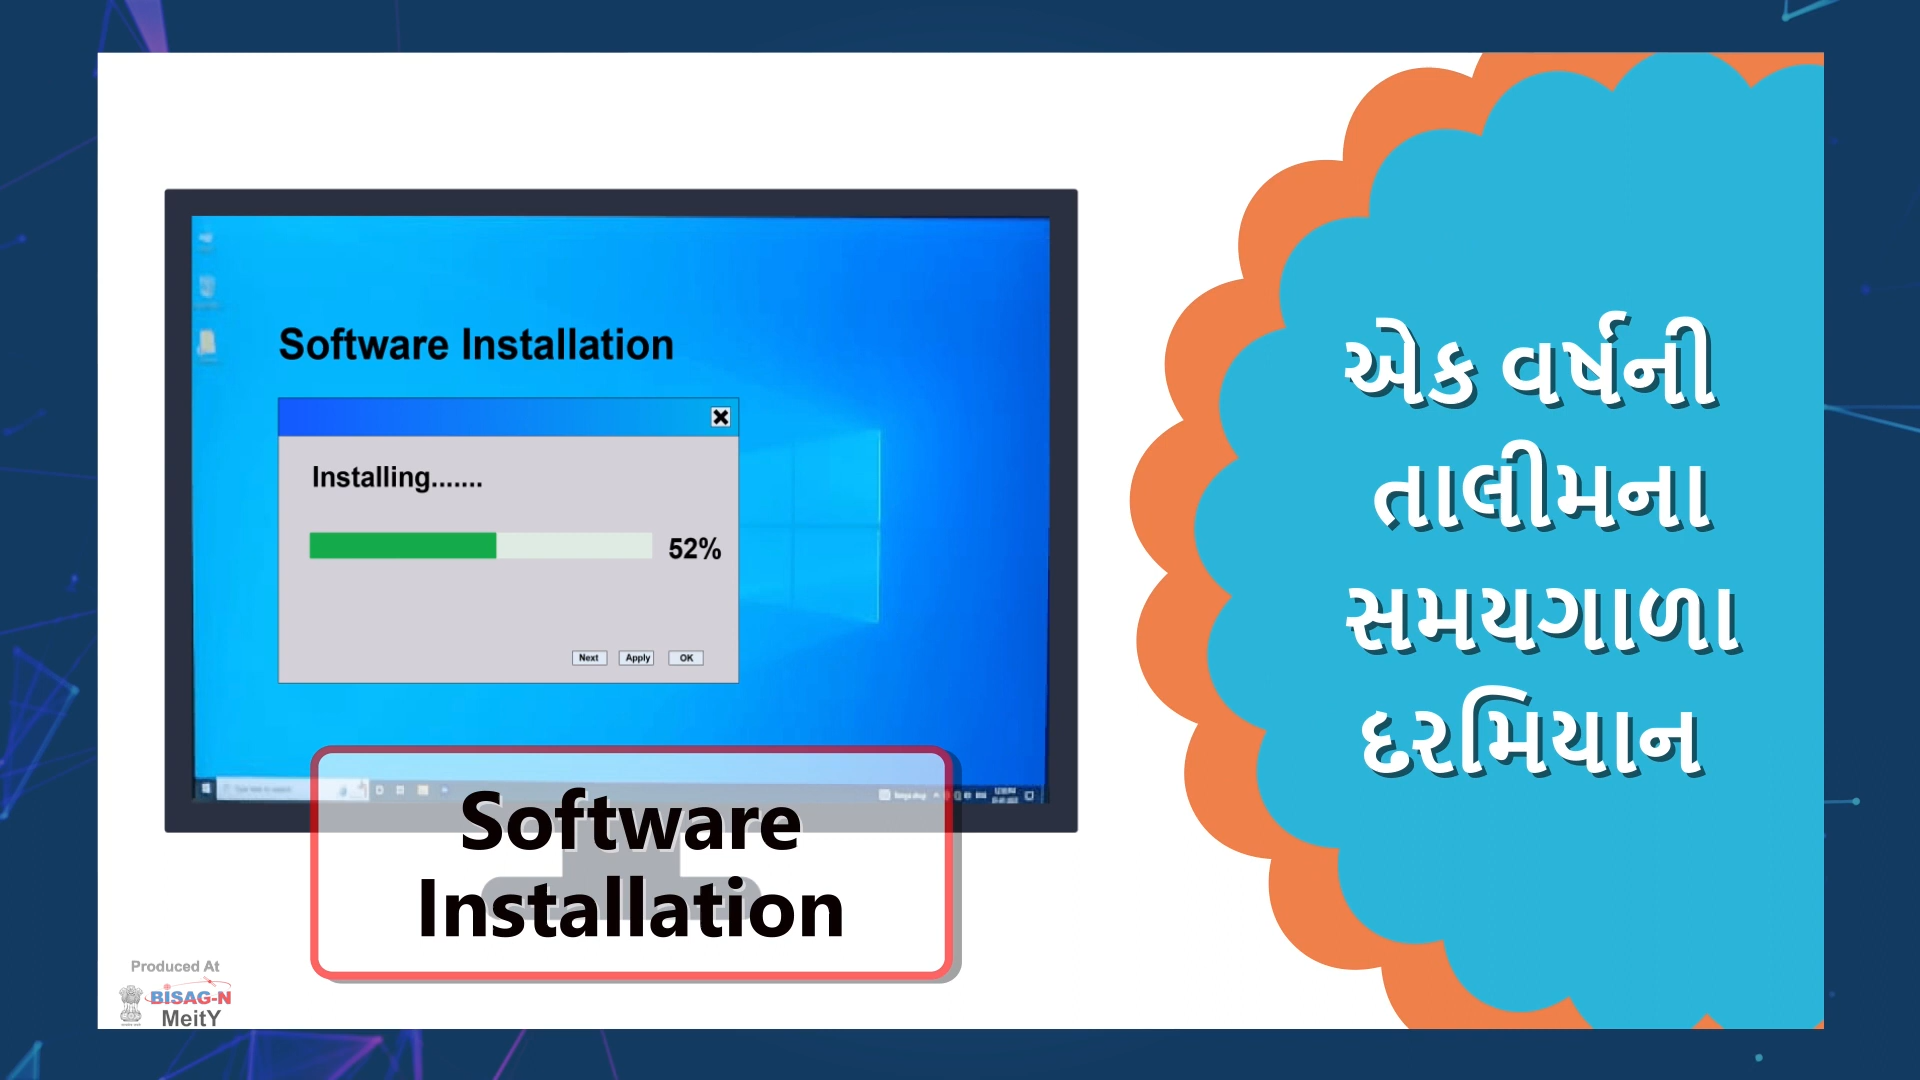 Software Installation
Installing.......
52%
Next Apply OK
Software
Installation
એક વર્ષની
તાલીમના
સમયગાળા
દરમિયાન
Produced At
BISAG-N
MeitY